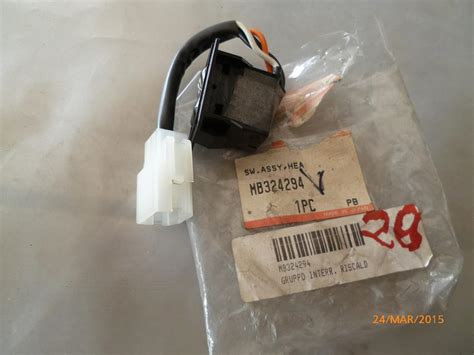 SW.ASSY,HEA
MB324294
1PC PB
28
MB324294
GRUPPO INTERR. RISCALD
24/MAR/2015